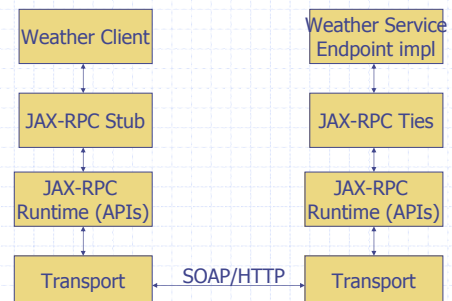 Weather Client
Weather Service
Endpoint impl
JAX-RPC Stub
JAX-RPC Ties
JAX-RPC
Runtime (APIs)
JAX-RPC
Runtime (APIs)
Transport
SOAP/HTTP
Transport